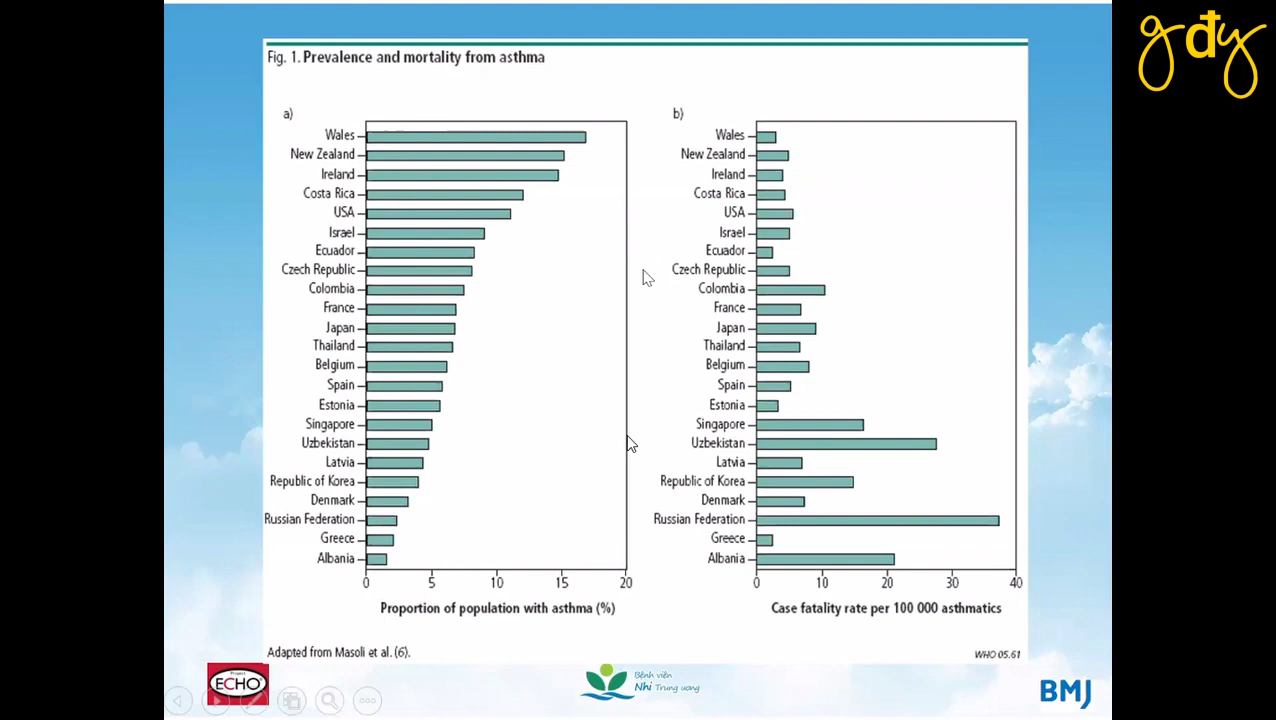 gđy
Fig. 1. Prevalence and mortality from asthma
a)
Wales
New Zealand
Ireland
Costa Rica
USA
Israel
Ecuador
Czech Republic
Colombia
France
Japan
Thailand
Belgium
Spain
Estonia
Singapore
Uzbekistan
Latvia
Republic of Korea
Denmark
Russian Federation
Greece
Albania
0 5 10 15 20
Proportion of population with asthma (%)
b)
Wales
New Zealand
Ireland
Costa Rica
USA
Israel
Ecuador
Czech Republic
Colombia
France
Japan
Thailand
Belgium
Spain
Estonia
Singapore
Uzbekistan
Latvia
Republic of Korea
Denmark
Russian Federation
Greece
Albania
0 10 20 30 40
Case fatality rate per 100 000 asthmatics
Adapted from Masoli et al. (6).
WHO 05.61
Project
ECHO
Bệnh viện
Nhi Trung ương
BMJ